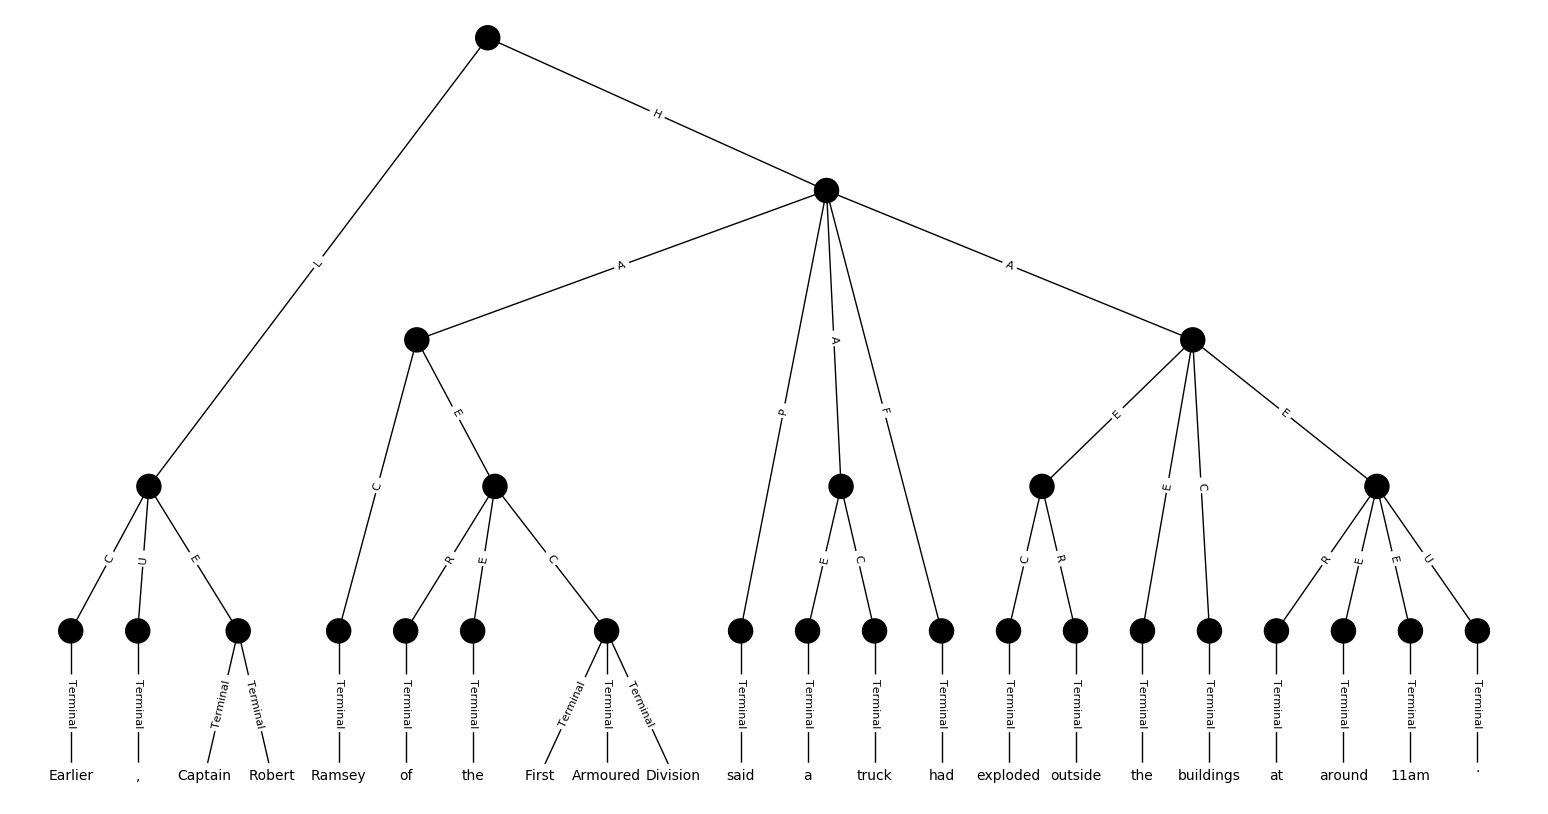 H
A A
L A
E P F E E
C E C
C U E R E C E C C R R E E U
Terminal Terminal Terminal Terminal Terminal Terminal Terminal Terminal Terminal Terminal Terminal Terminal Terminal Terminal Terminal Terminal Terminal Terminal Terminal Terminal Terminal Terminal
Earlier , Captain Robert Ramsey of the First Armoured Division said a truck had exploded outside the buildings at around 11am .